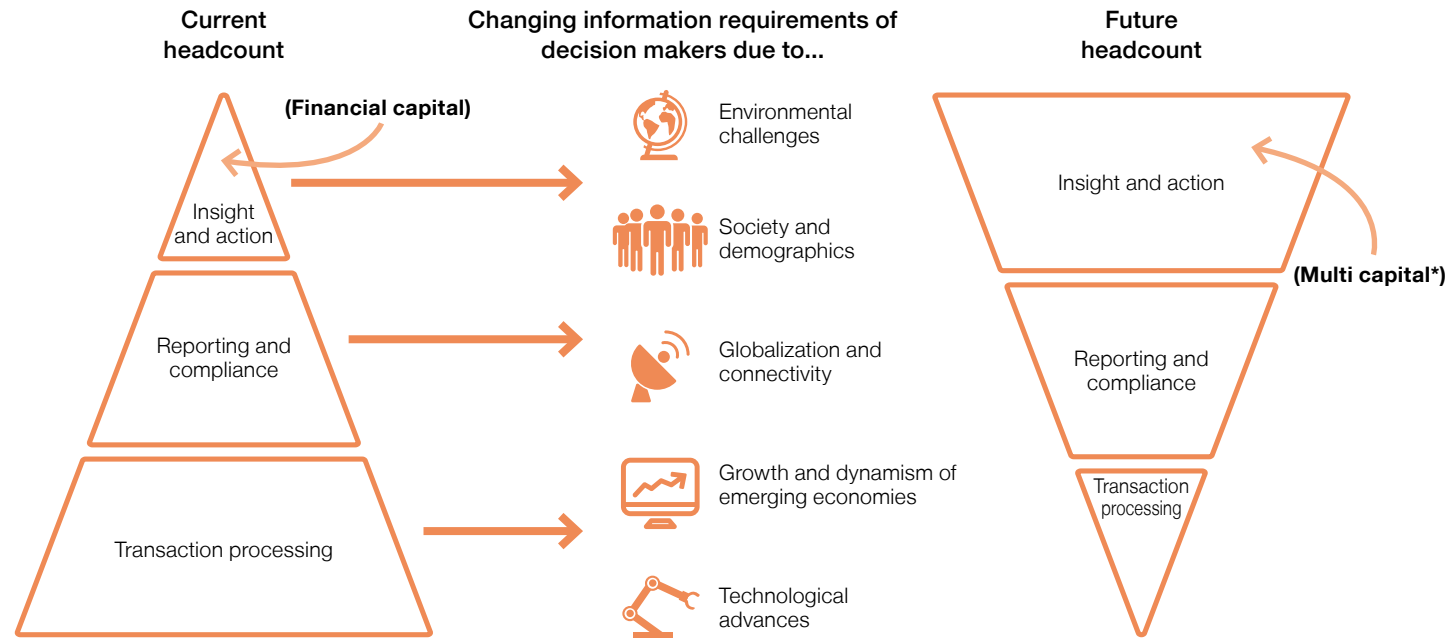 Current
headcount
(Financial capital)
Insight
and action
Reporting and
compliance
Transaction processing
Changing information requirements of
decision makers due to...
Environmental
challenges
Society and
demographics
Globalization and
connectivity
Growth and dynamism of
emerging economies
Technological
advances
Future
headcount
Insight and action
(Multi capital*)
Reporting and
compliance
Transaction
processing